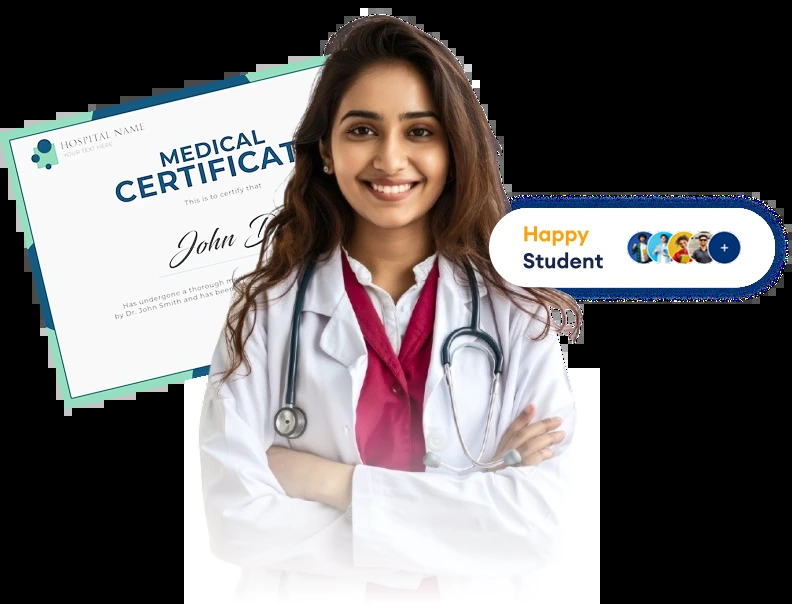 HOSPITAL NAME
YOUR TEXT HERE
MEDICAL
CERTIFICAT
This is to certify that
John D
Has undergone a thorough m
by Dr. John Smith and has been
Happy
Student
+